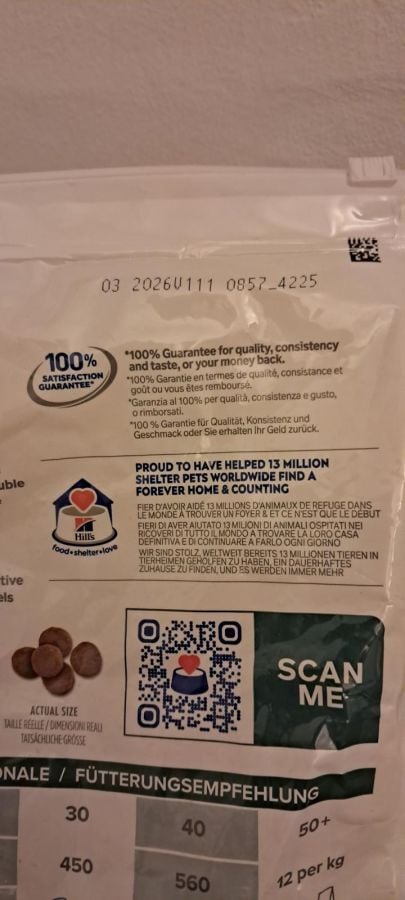 03 2026V111 0857_4225
100%
SATISFACTION
GUARANTEE*
*100% Guarantee for quality, consistency
and taste, or your money back.
*100% Garantie en termes de qualité, consistance et
goût ou vous êtes remboursé.
*Garanzia al 100% per qualità, consistenza e gusto,
o rimborsati.
*100 % Garantie für Qualität, Konsistenz und
Geschmack oder Sie erhalten Ihr Geld zurück.
Hill's
food•shelter•love
PROUD TO HAVE HELPED 13 MILLION
SHELTER PETS WORLDWIDE FIND A
FOREVER HOME & COUNTING
FIER D'AVOIR AIDÉ 13 MILLIONS D'ANIMAUX DE REFUGE DANS
LE MONDE A TROUVER UN FOYER & ET CE N'EST QUE LE DÉBUT
FIERI DI AVER AIUTATO 13 MILIONI DI ANIMALI OSPITATI NEI
RICOVERI DI TUTTO IL MONDO A TROVARE LA LORO CASA
DEFINITIVA E DI CONTINUARE A FARLO OGNI GIORNO
WIR SIND STOLZ, WELTWEIT BEREITS 13 MILLIONEN TIEREN IN
TIERHEIMEN GEHOLFEN ZU HABEN, EIN DAUERHAFTES
ZUHAUSE ZU FINDEN, UND ES WERDEN IMMER MEHR
uble
tive
els
ACTUAL SIZE
TAILLE RÉELLE / DIMENSIONI REALI
TATSÄCHLICHE GRÖSSE
SCAN
ME
ONALE / FÜTTERUNGSEMPFEHLUNG
30 40 50+
450 560 12 per kg